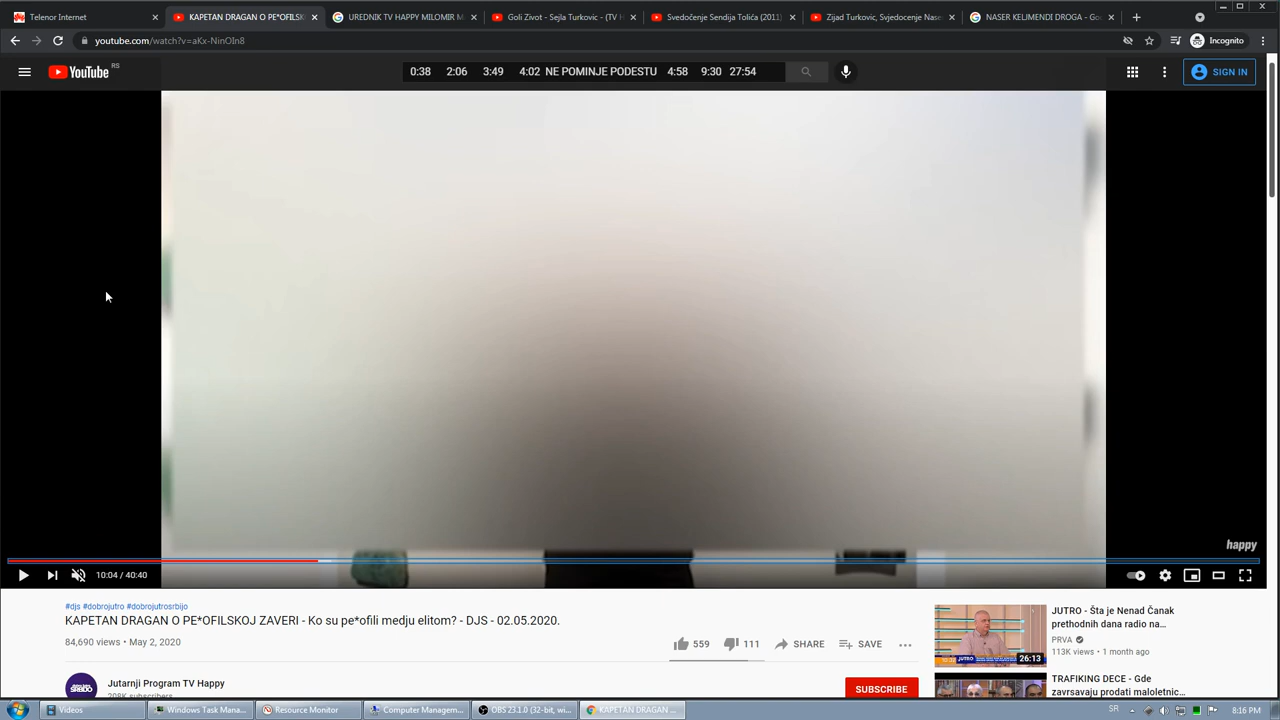 Telenor Internet
KAPETAN DRAGAN O PE*OFILSK
UREDNIK TV HAPPY MILOMIR M
Goli Zivot - Sejla Turkovic - (TV H
Svedočenje Sendija Tolića (2011)
Zijad Turkovic, Svjedocenje Nase
NASER KELJMENDI DROGA - Goo
youtube.com/watch?v=aKx-NinOIn8
Incognito
YouTube RS
0:38 2:06 3:49 4:02 NE POMINJE PODESTU 4:58 9:30 27:54
SIGN IN
happy
10:04 / 40:40
#djs #dobrojutro #dobrojutrosrbijo
KAPETAN DRAGAN O PE*OFILSKOJ ZAVERI - Ko su pe*ofili medju elitom? - DJS - 02.05.2020.
84,690 views • May 2, 2020
559
111
SHARE
SAVE
Jutarnji Program TV Happy
208K subscribers
SUBSCRIBE
26:13
JUTRO - Šta je Nenad Čanak
prethodnih dana radio na...
PRVA
113K views • 1 month ago
TRAFIKING DECE - Gde
zavrsavaju prodati maloletnic...
Videos
Windows Task Mana...
Resource Monitor
Computer Managem...
OBS 23.1.0 (32-bit, wi...
KAPETAN DRAGAN ...
SR
8:16 PM